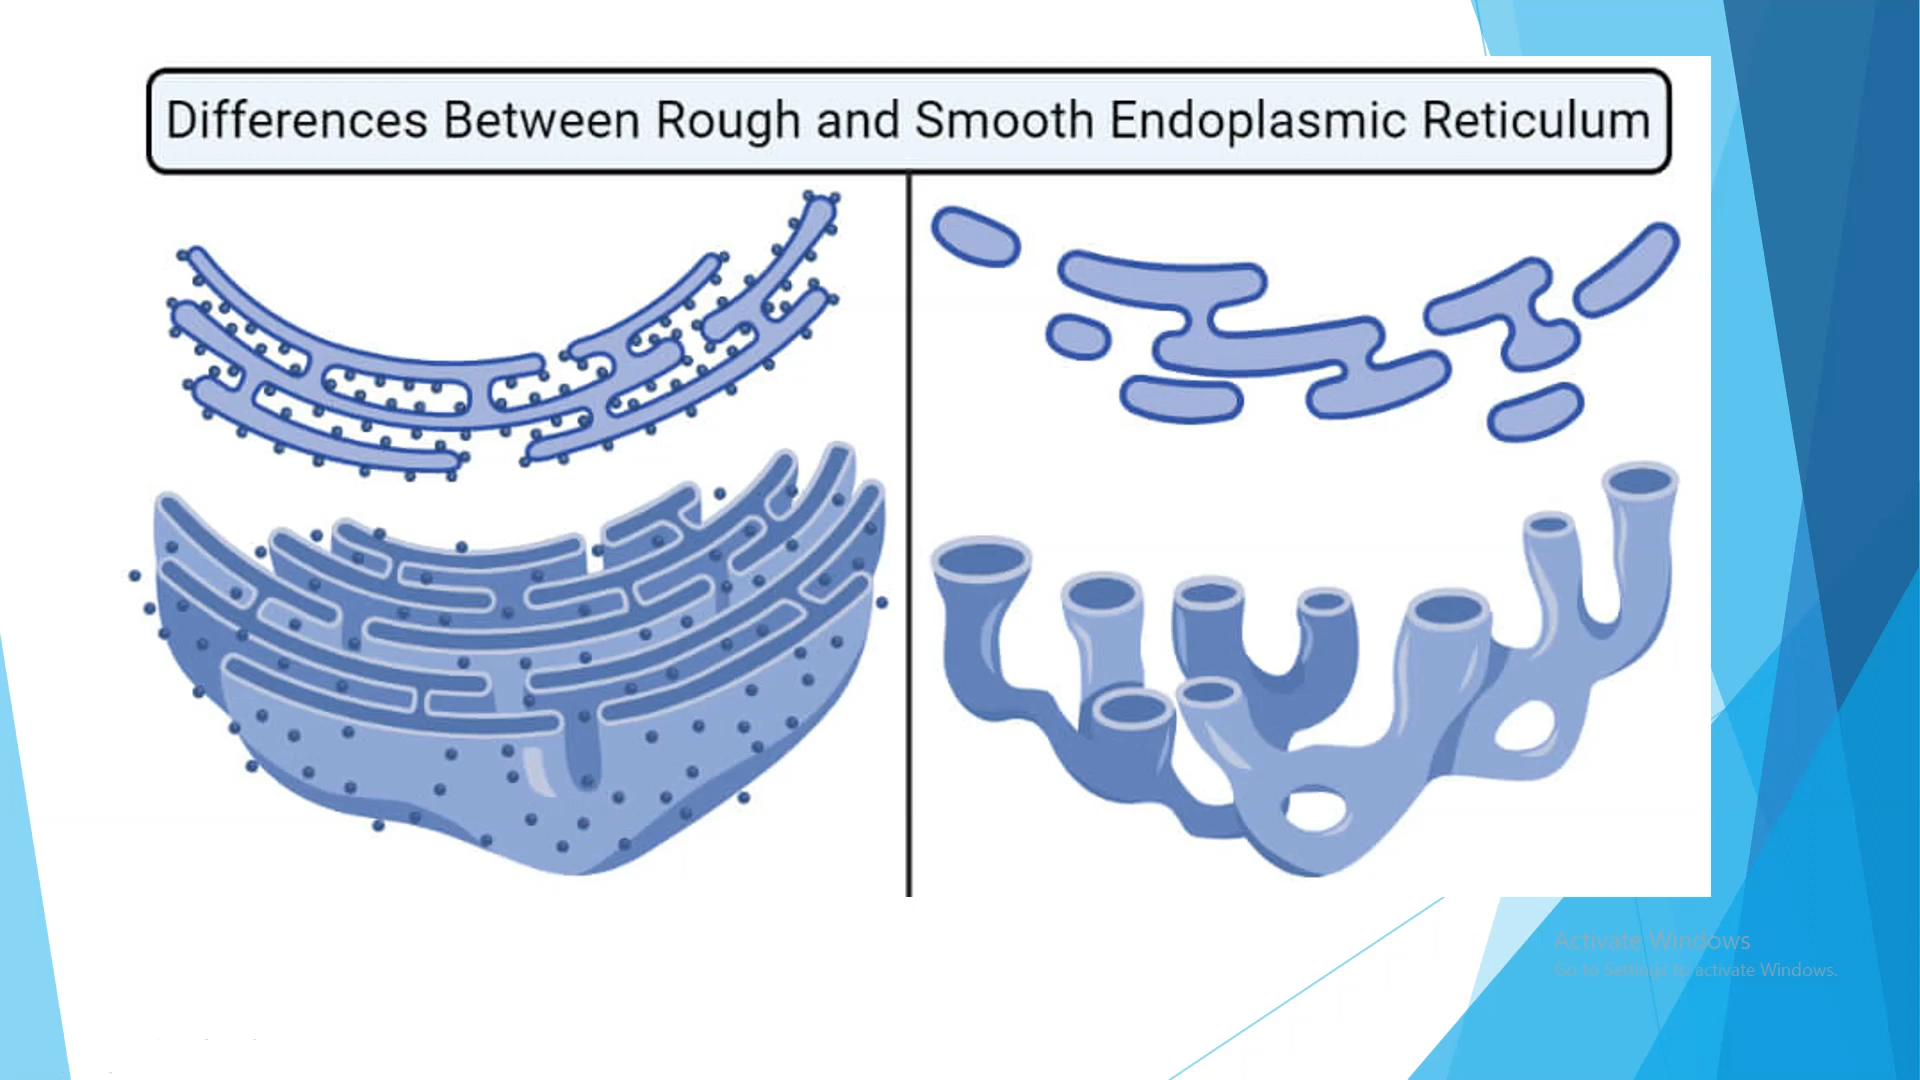 Differences Between Rough and Smooth Endoplasmic Reticulum
Activate Windows
Go to Settings to activate Windows.